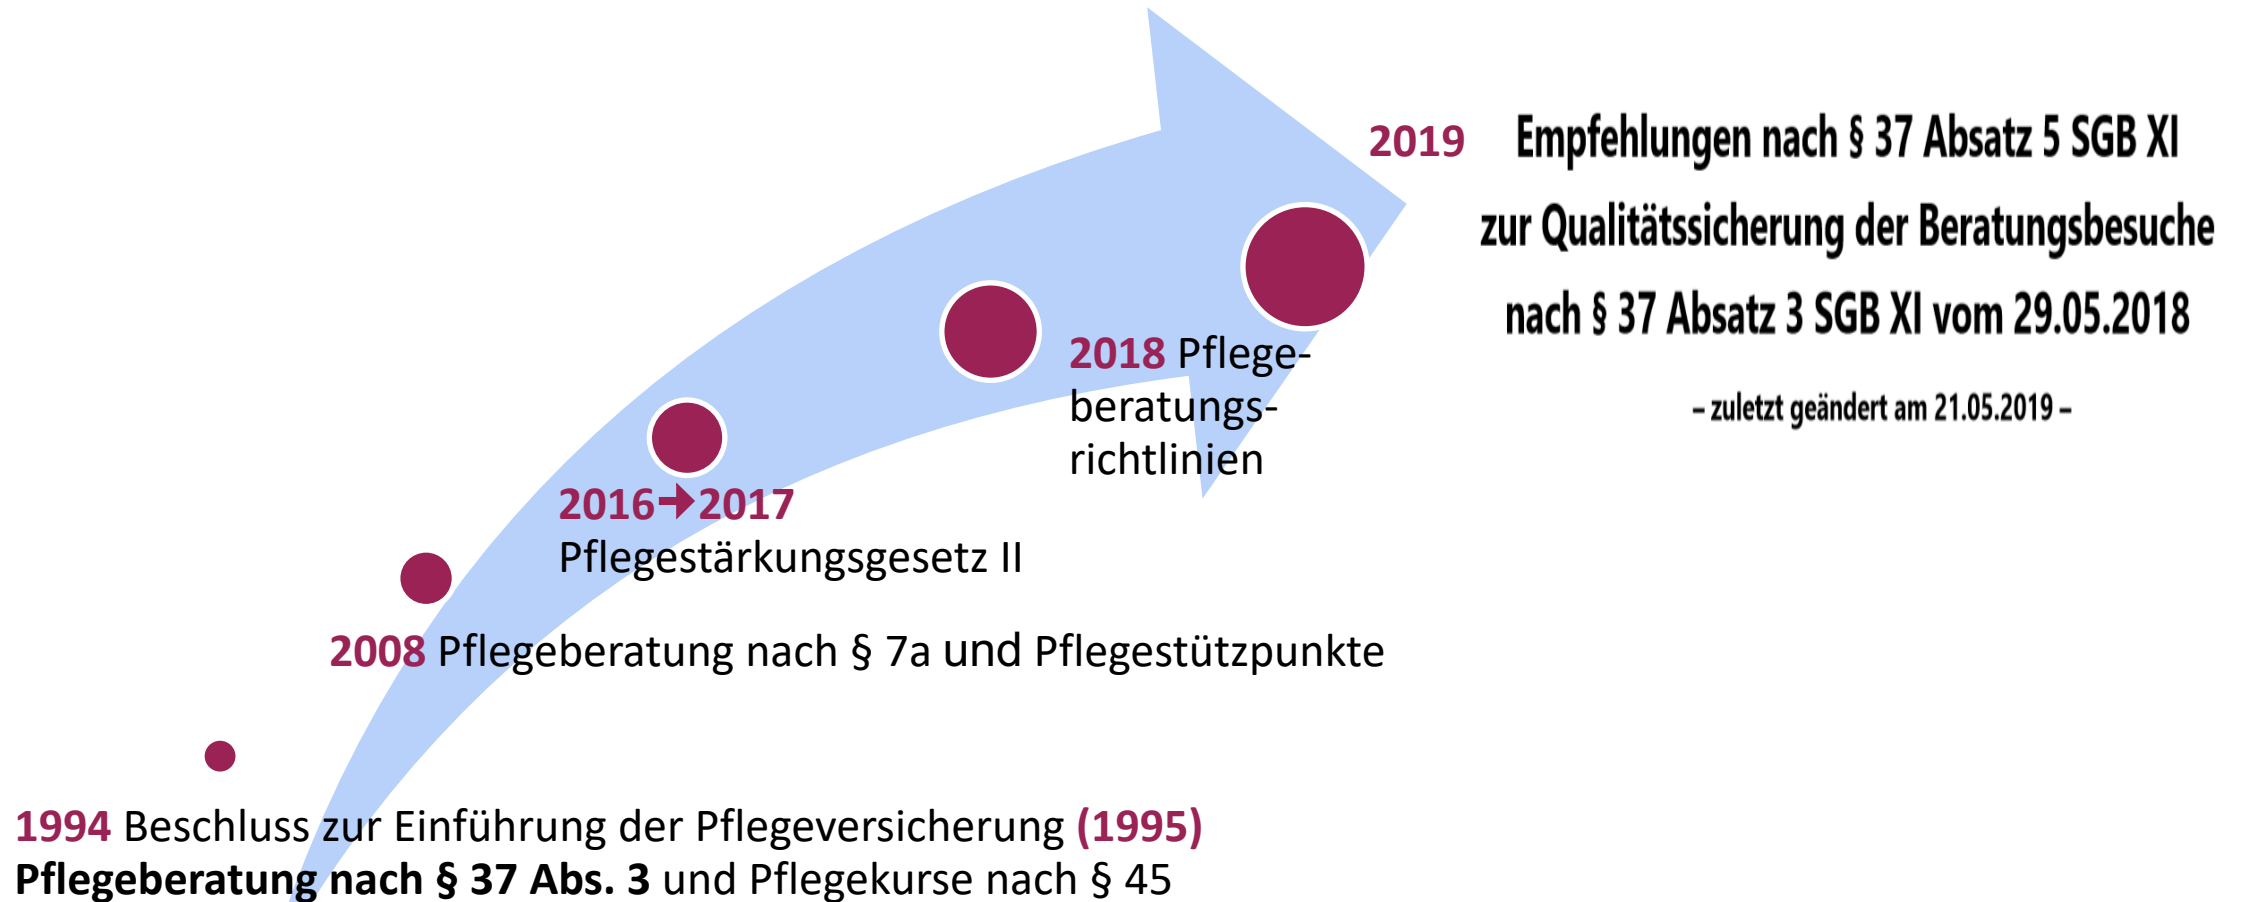 2019
Empfehlungen nach § 37 Absatz 5 SGB XI
zur Qualitätssicherung der Beratungsbesuche
nach § 37 Absatz 3 SGB XI vom 29.05.2018
– zuletzt geändert am 21.05.2019 –
2018 Pflege-
beratungs-
richtlinien
2016➔2017
Pflegestärkungsgesetz II
2008 Pflegeberatung nach § 7a und Pflegestützpunkte
1994 Beschluss zur Einführung der Pflegeversicherung (1995)
Pflegeberatung nach § 37 Abs. 3 und Pflegekurse nach § 45